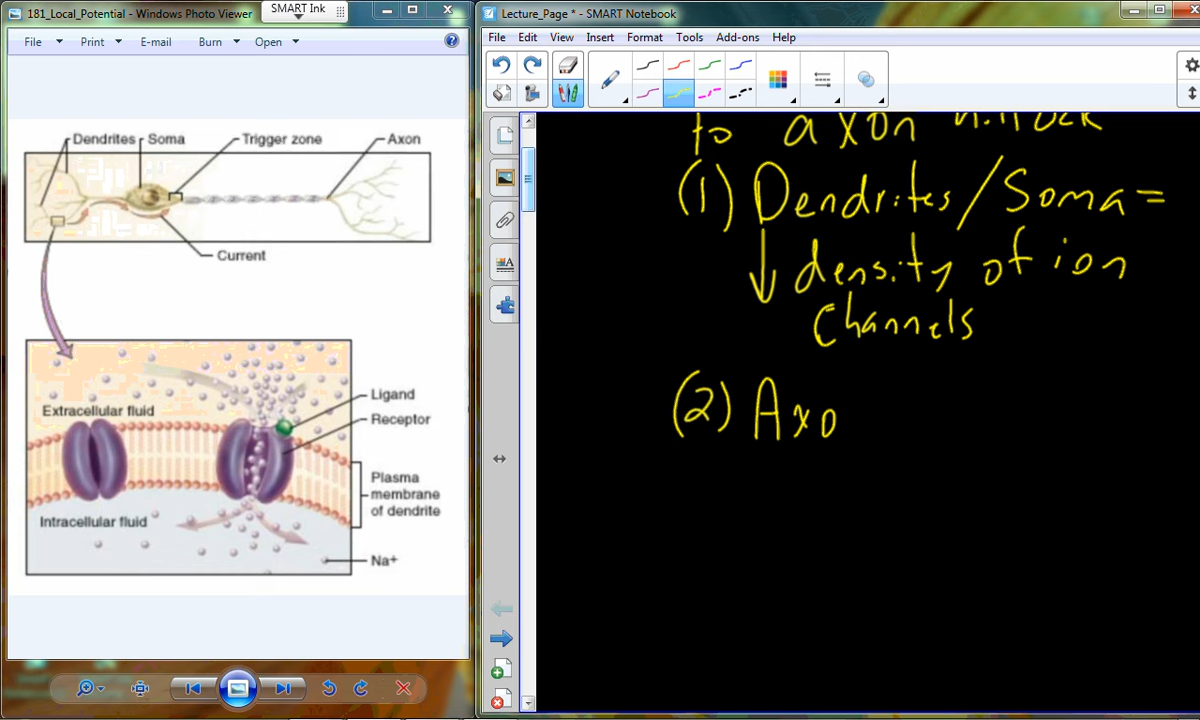 181_Local_Potential - Windows Photo Viewer
SMART Ink
File Print E-mail Burn Open
Dendrites Soma Trigger zone Axon
Current
Ligand
Extracellular fluid
Receptor
Plasma
membrane
of dendrite
Intracellular fluid
Na+
Lecture_Page * - SMART Notebook
File Edit View Insert Format Tools Add-ons Help
to axon hillock
(1) Dendrites/Soma =
↓ density of ion
channels
(2) Axo